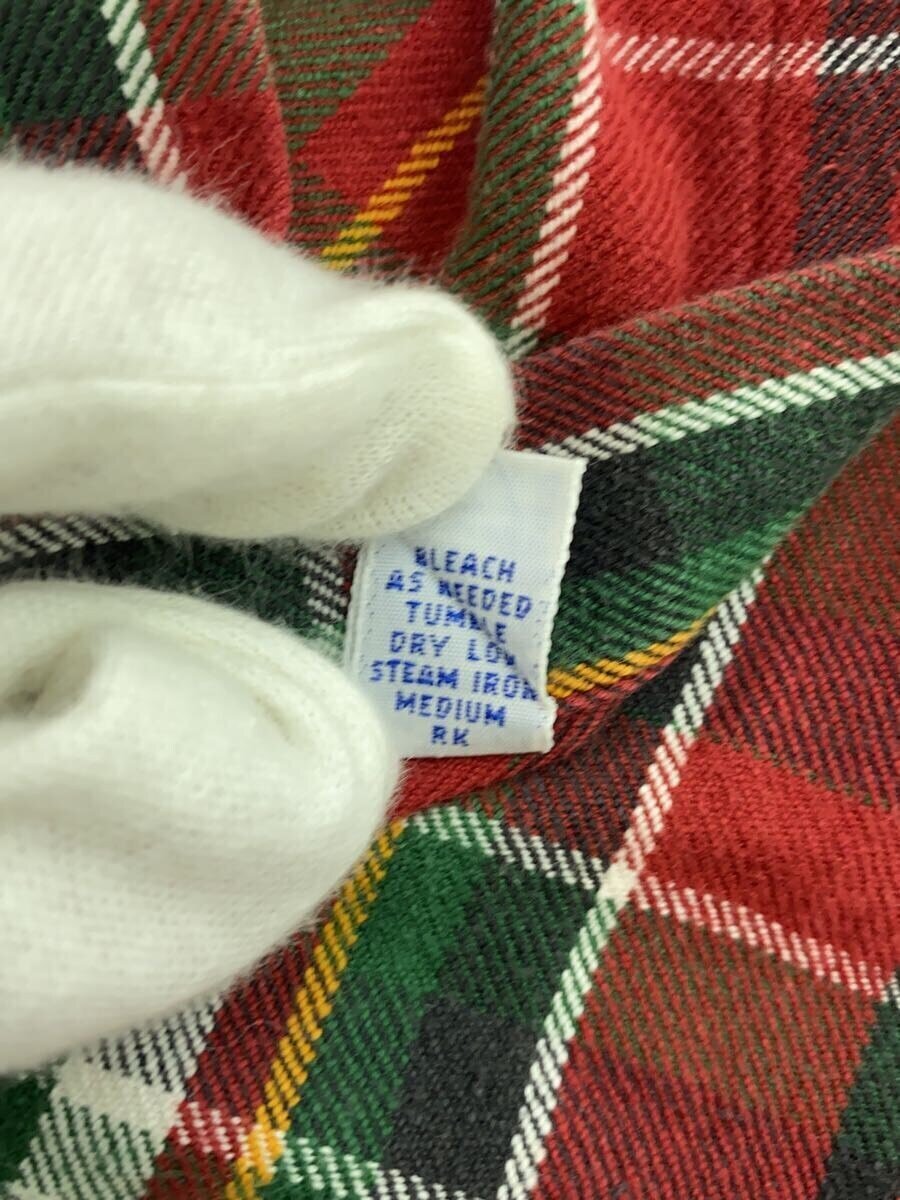 BLEACH
AS NEEDED
TUMBLE
DRY LOW
STEAM IRON
MEDIUM
RK